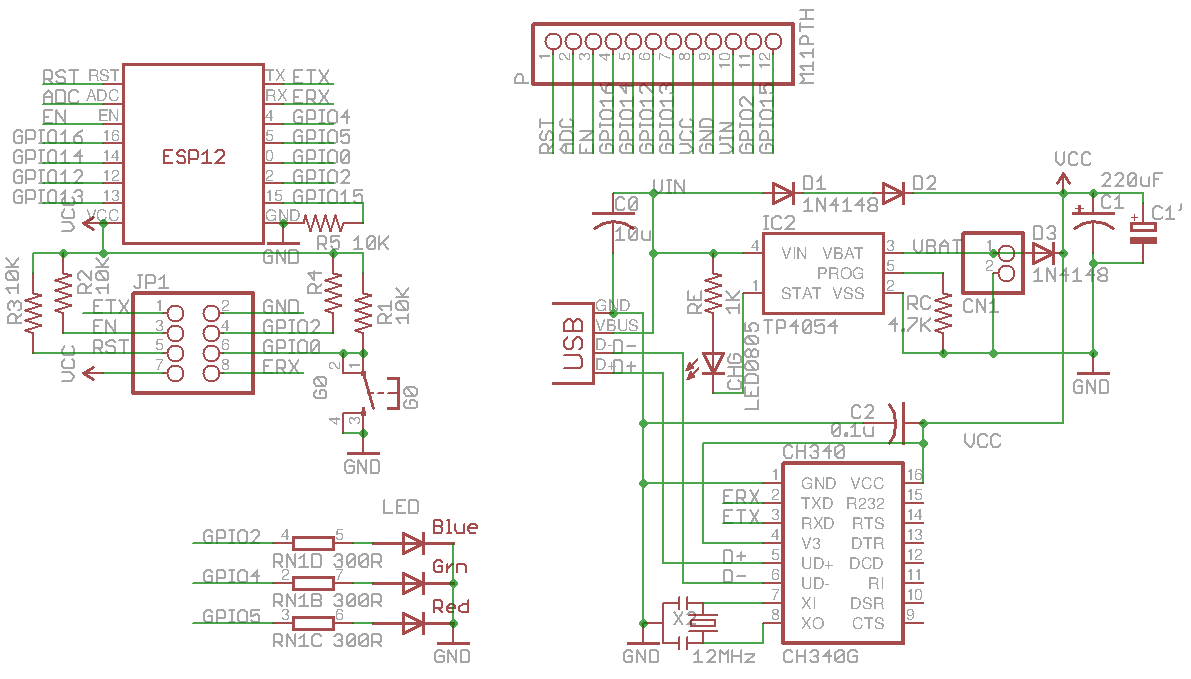 RST RST
ADC ADC
EN EN
GPIO16 16
GPIO14 14
GPIO12 12
GPIO13 13
VCC VCC
ESP12
TX ETX
RX ERX
4 GPIO4
5 GPIO5
0 GPIO0
2 GPIO2
15 GPIO15
GND
R5 10K
GND
P
1 2 3 4 5 6 7 8 9 10 11 12
M11PTH
RST
ADC
EN
GPIO16
GPIO14
GPIO12
GPIO13
VCC
GND
VIN
GPIO2
GPIO15
R3 10K
R2 10K
R4
R1 10K
JP1
ETX 1 2 GND
EN 3 4 GPIO2
RST 5 6 GPIO0
VCC 7 8 ERX
G0
2 1
4 3
G0
GND
VIN
C0
10u
D1
1N4148
D2
VCC
220uF
C1
C1'
IC2
4 VIN VBAT 3
PROG 5
1 STAT VSS 2
TP4054
VBAT
1
2
CN1
D3
1N4148
RE 1K
RC
4.7K
CHG
LED0805
GND
USB
GND
VBUS
D- D-
D+ D+
C2
0.1u
VCC
CH340
1 GND VCC 16
ERX 2 TXD R232 15
ETX 3 RXD RTS 14
4 V3 DTR 13
D+ 5 UD+ DCD 12
D- 6 UD- RI 11
7 XI DSR 10
8 XO CTS 9
X2
GND
12MHz
CH340G
LED
GPIO2 4 5 Blue
RN1D 300R
GPIO4 2 7 Grn
RN1B 300R
GPIO5 3 6 Red
RN1C 300R
GND